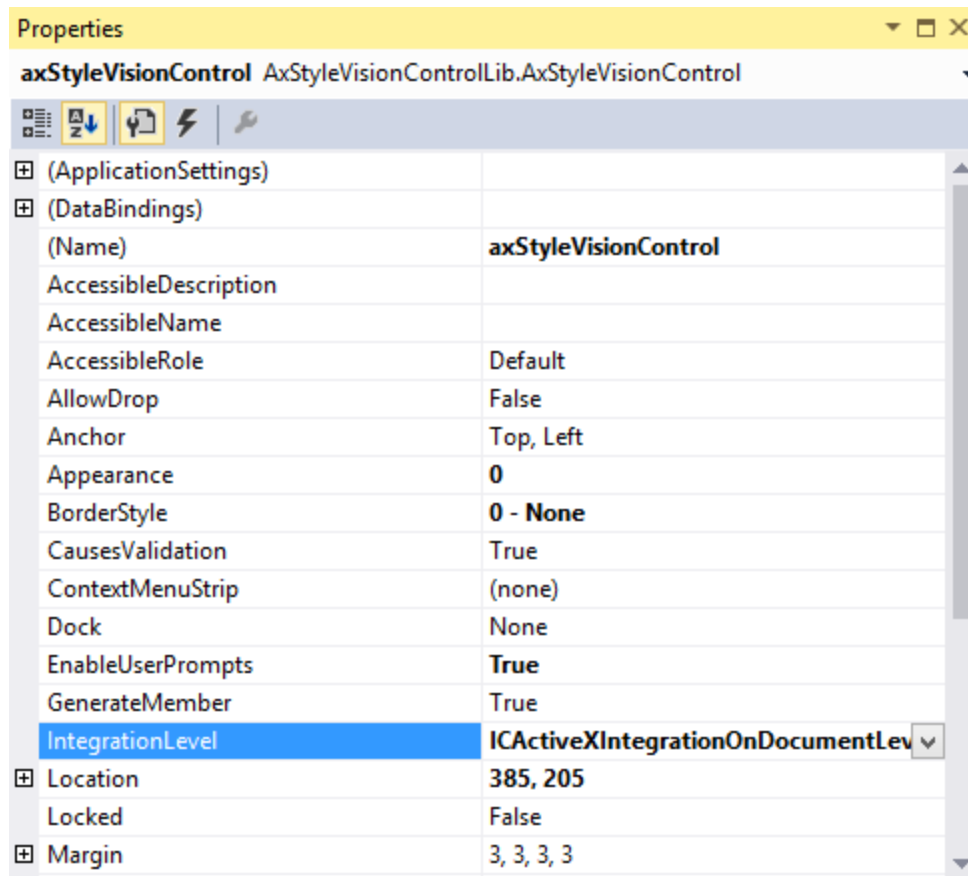 Properties
axStyleVisionControl AxStyleVisionControlLib.AxStyleVisionControl
(ApplicationSettings)
(DataBindings)
(Name) axStyleVisionControl
AccessibleDescription
AccessibleName
AccessibleRole Default
AllowDrop False
Anchor Top, Left
Appearance 0
BorderStyle 0 - None
CausesValidation True
ContextMenuStrip (none)
Dock None
EnableUserPrompts True
GenerateMember True
IntegrationLevel ICActiveXIntegrationOnDocumentLev
Location 385, 205
Locked False
Margin 3, 3, 3, 3